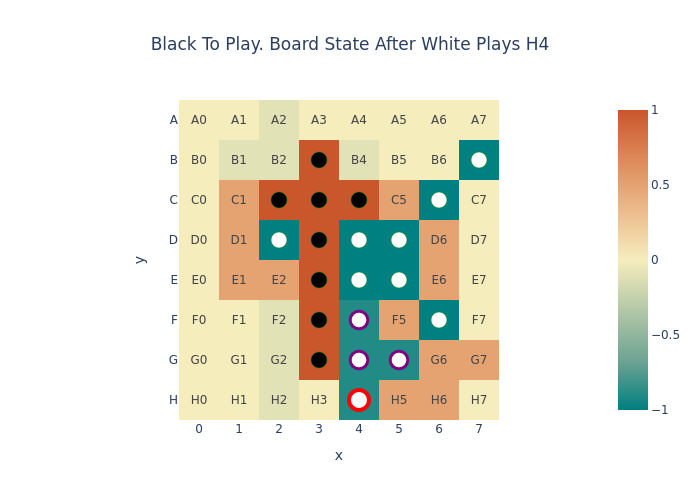 Black To Play. Board State After White Plays H4
A A0 A1 A2 A3 A4 A5 A6 A7 1
B B0 B1 B2 B4 B5 B6
C C0 C1 C5 C7 0.5
D D0 D1 D6 D7
y E E0 E1 E2 E6 E7 0
F F0 F1 F2 F5 F7 −0.5
G G0 G1 G2 G6 G7
H H0 H1 H2 H3 H5 H6 H7 −1
0 1 2 3 4 5 6 7
x